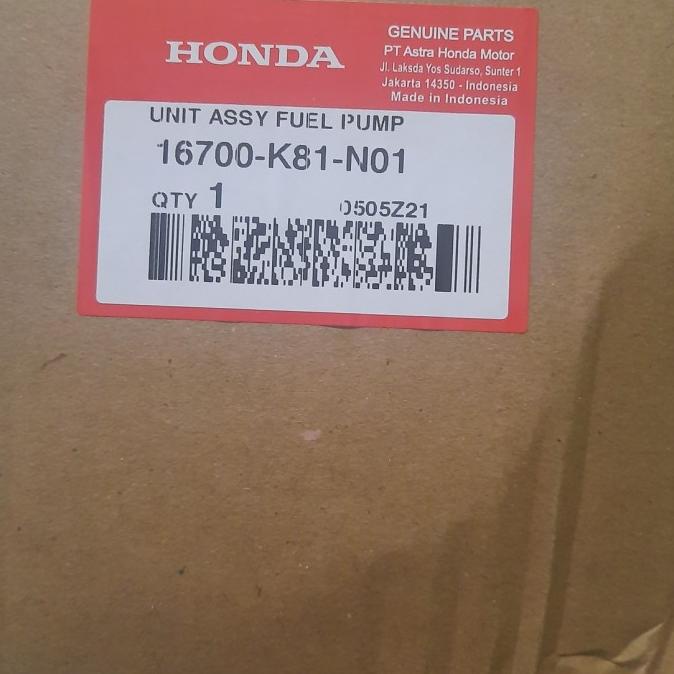 HONDA
GENUINE PARTS
PT Astra Honda Motor
Jl. Laksda Yos Sudarso, Sunter 1
Jakarta 14350 - Indonesia
Made in Indonesia
UNIT ASSY FUEL PUMP
16700-K81-N01
QTY 1
0505Z21